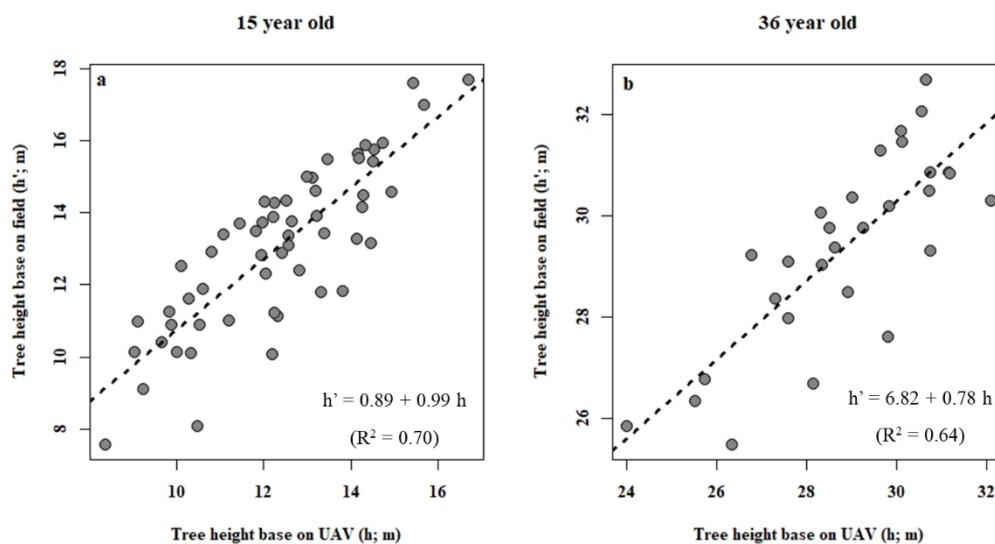 15 year old
a
18
16
14
12
10
8
Tree height base on field (h'; m)
h’ = 0.89 + 0.99 h
(R² = 0.70)
10
12
14
16
Tree height base on UAV (h; m)
36 year old
b
32
30
28
26
Tree height base on field (h'; m)
h’ = 6.82 + 0.78 h
(R² = 0.64)
24
26
28
30
32
Tree height base on UAV (h; m)